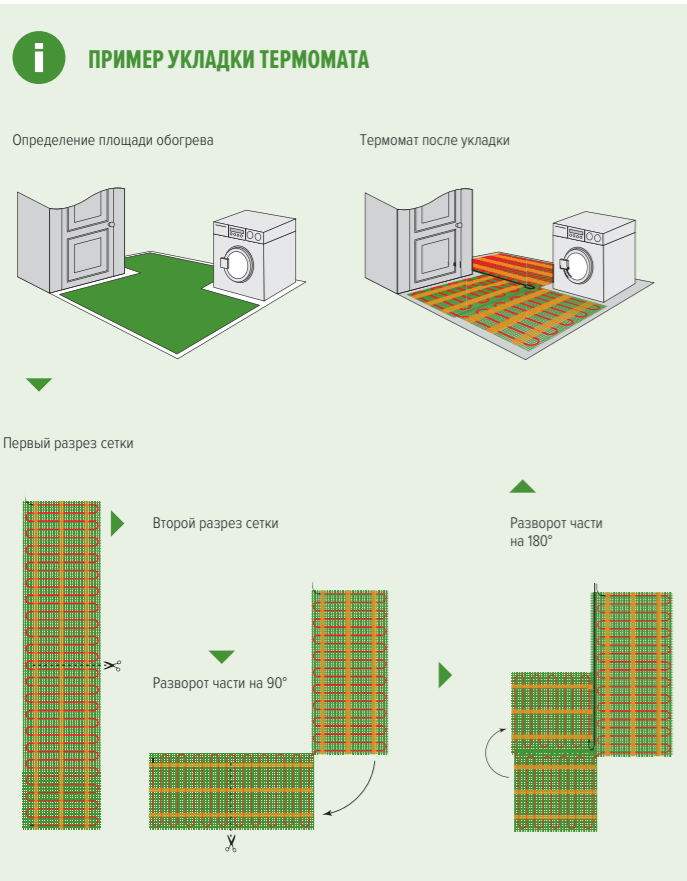 i
ПРИМЕР УКЛАДКИ ТЕРМОМАТА
Определение площади обогрева
Термомат после укладки
Первый разрез сетки
Второй разрез сетки
Разворот части
на 180°
Разворот части на 90°